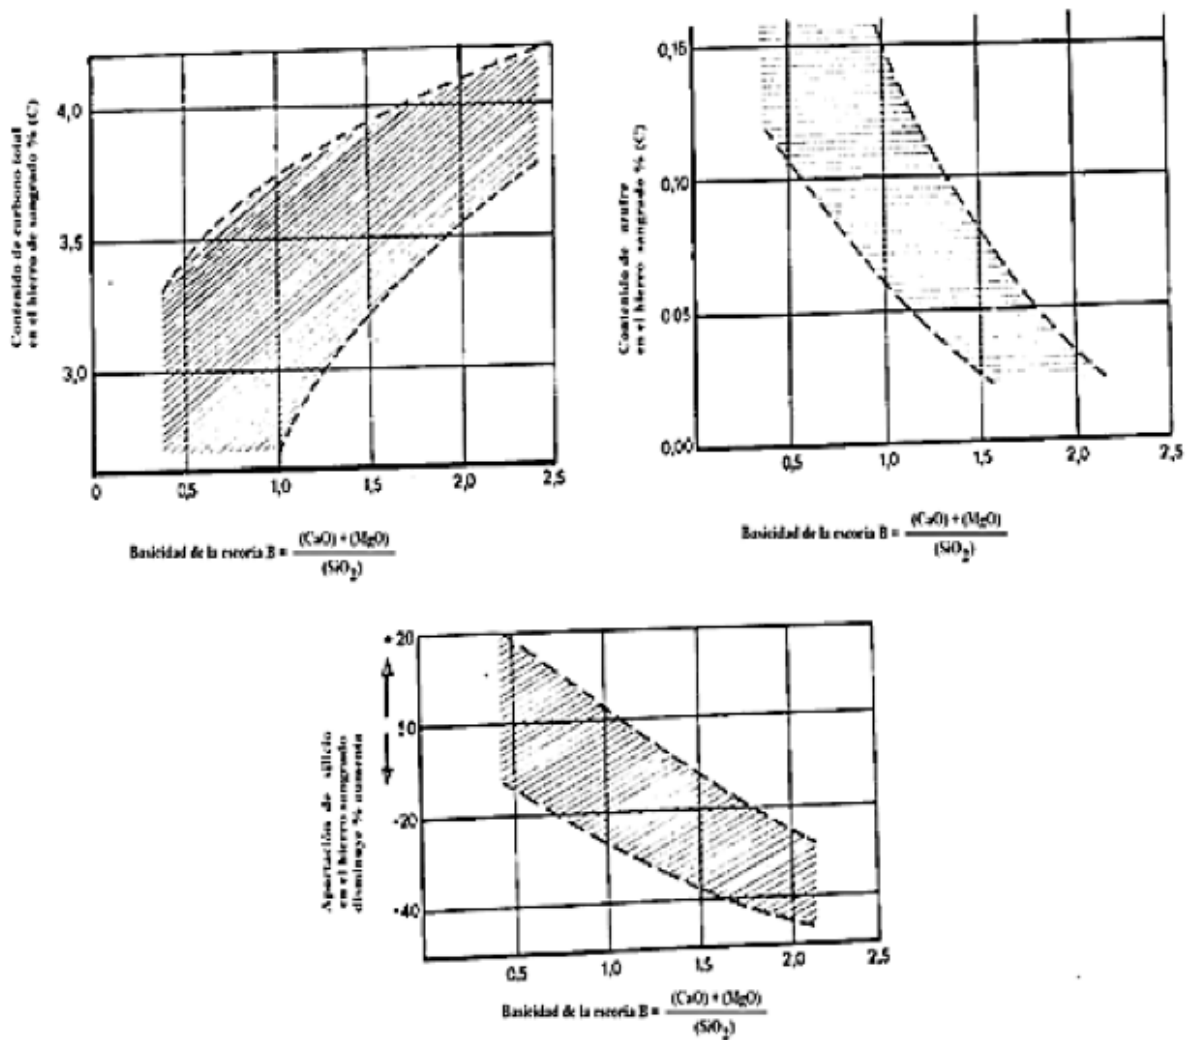 Contenido de carbono total
en el hierro de sangrado % (C)
4,0
3,5
3,0
0
0,5
1,0
1,5
2,0
2,5
Basicidad de la escoria B = (CaO) + (MgO)
(SiO2)
Contenido de azufre
en el hierro sangrado % (C)
0,15
0,10
0,05
0,00
0,5
1,0
1,5
2,0
2,5
Basicidad de la escoria B = (CaO) + (MgO)
(SiO2)
Aportación de silicio
en el hierro sangrado
disminuye % aumenta
+20
-20
-40
0,5
1,0
1,5
2,0
2,5
Basicidad de la escoria B = (CaO) + (MgO)
(SiO2)